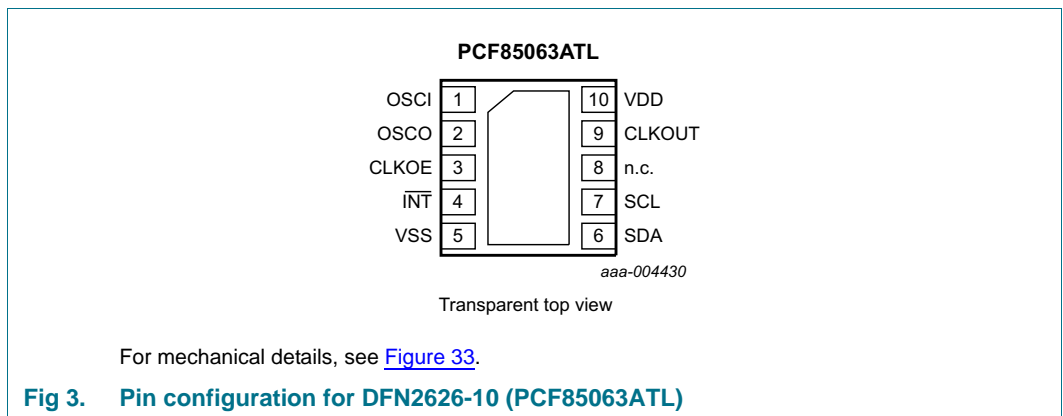 PCF85063ATL
OSCI 1 10 VDD
OSCO 2 9 CLKOUT
CLKOE 3 8 n.c.
INT 4 7 SCL
VSS 5 6 SDA
aaa-004430
Transparent top view
For mechanical details, see Figure 33.
Fig 3. Pin configuration for DFN2626-10 (PCF85063ATL)